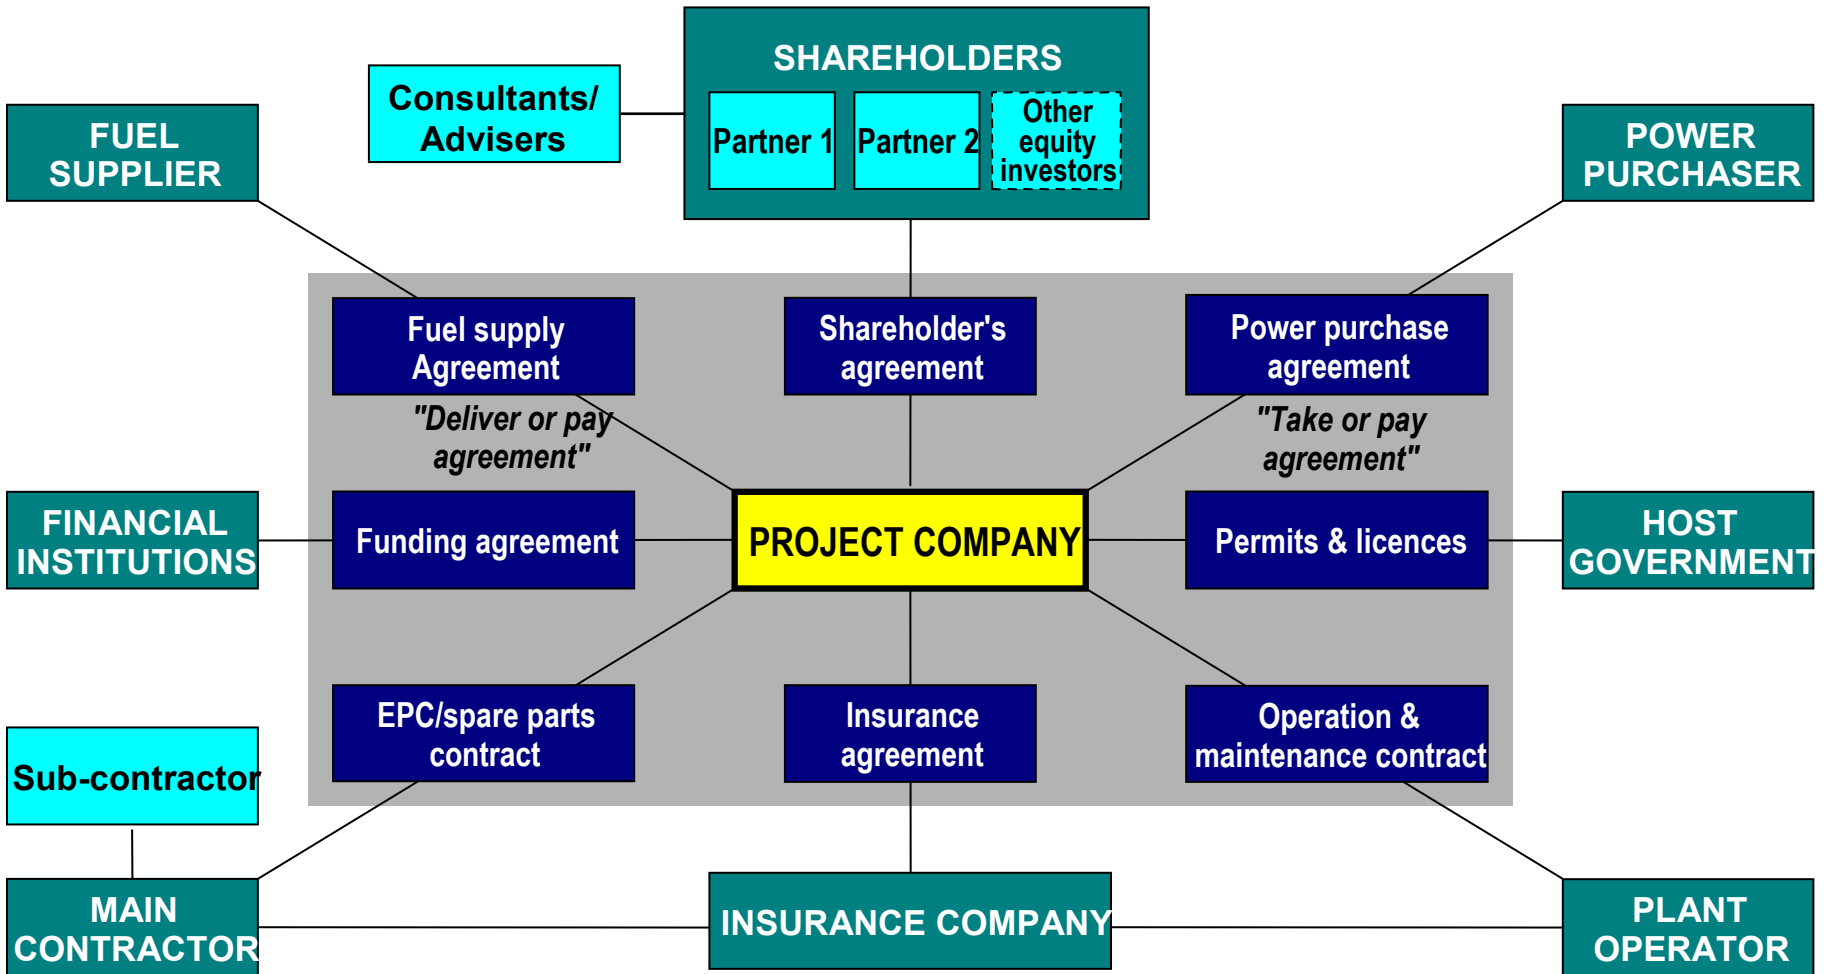 SHAREHOLDERS
Consultants/
Advisers
Partner 1
Partner 2
Other
equity
investors
FUEL
SUPPLIER
POWER
PURCHASER
Fuel supply
Agreement
Shareholder's
agreement
Power purchase
agreement
"Deliver or pay
agreement"
"Take or pay
agreement"
FINANCIAL
INSTITUTIONS
Funding agreement
PROJECT COMPANY
Permits & licences
HOST
GOVERNMENT
EPC/spare parts
contract
Insurance
agreement
Operation &
maintenance contract
Sub-contractor
MAIN
CONTRACTOR
INSURANCE COMPANY
PLANT
OPERATOR